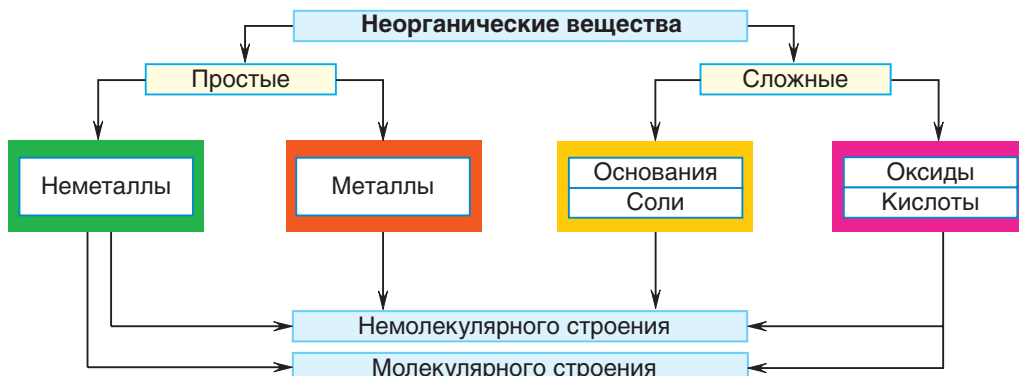 Неорганические вещества
Простые
Сложные
Неметаллы
Металлы
Основания
Соли
Оксиды
Кислоты
Немолекулярного строения
Молекулярного строения